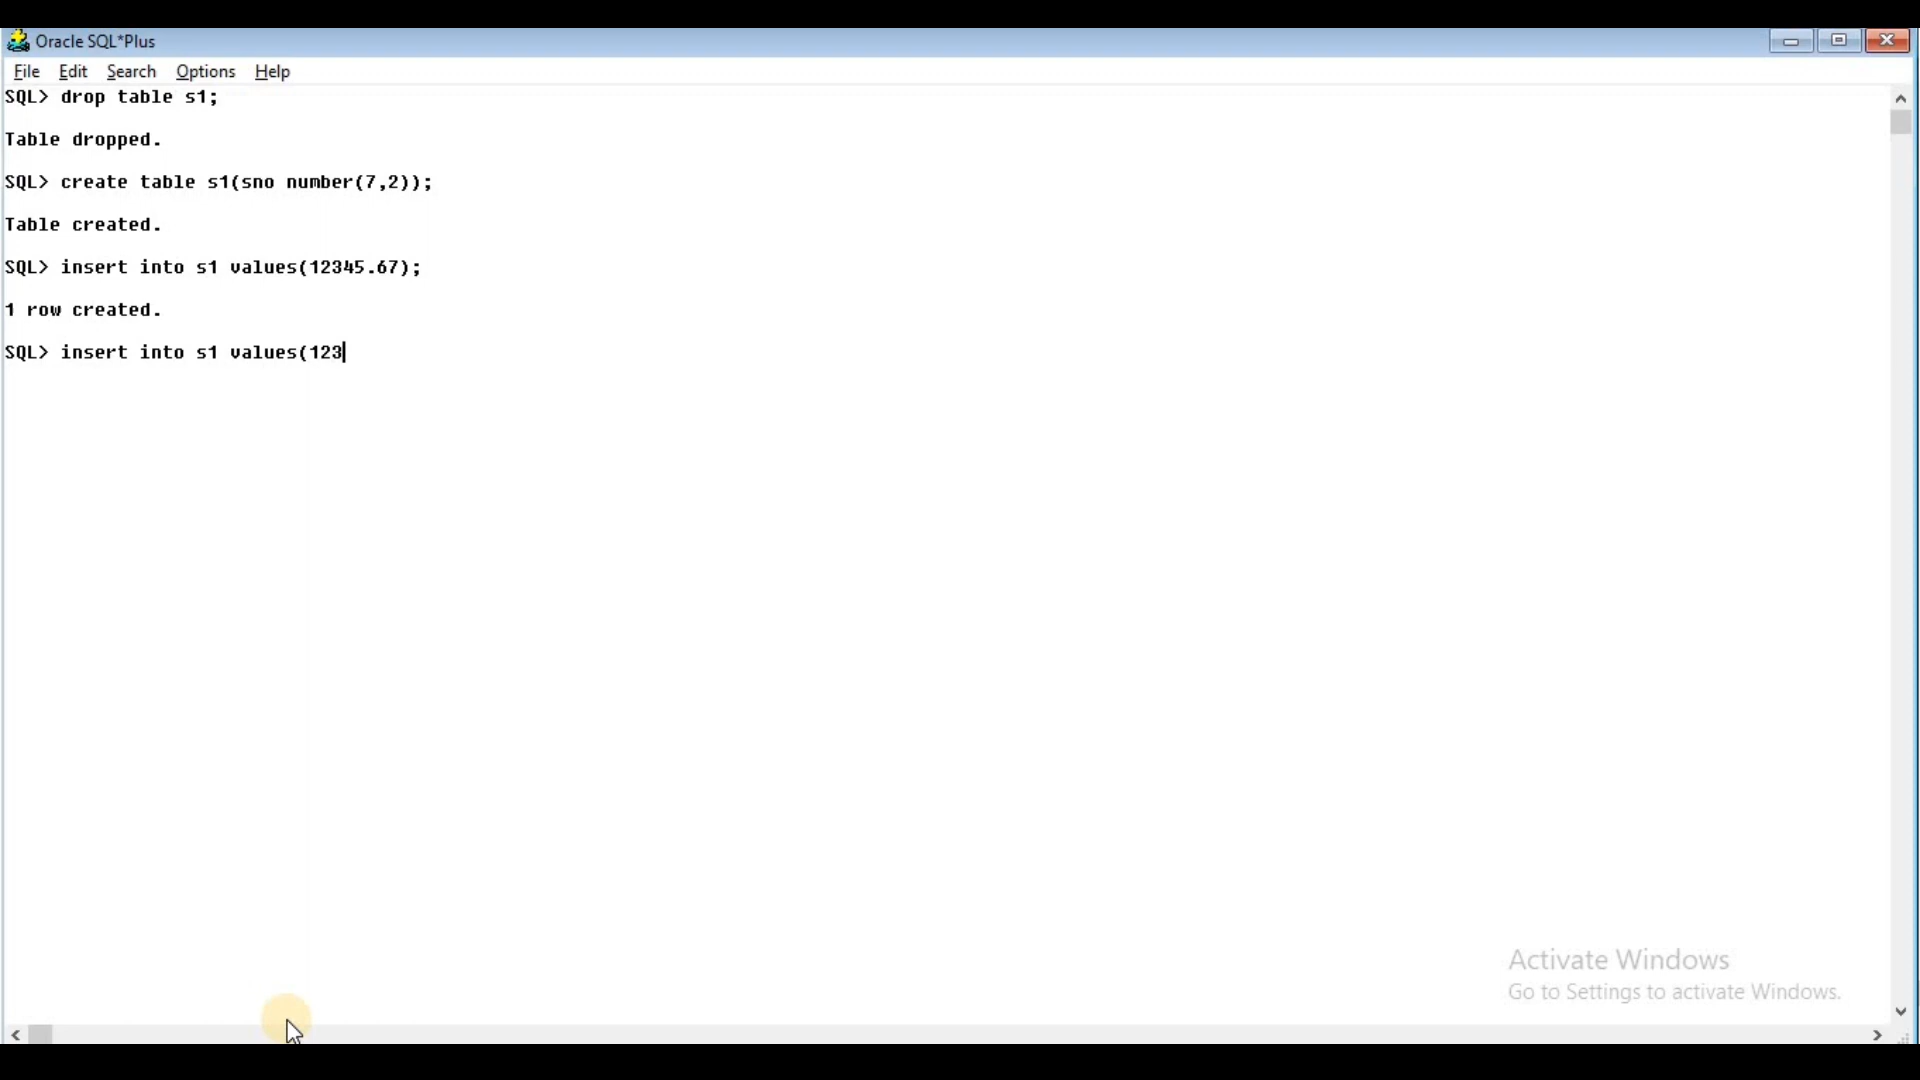 Oracle SQL*Plus
File Edit Search Options Help
SQL> drop table s1;
Table dropped.
SQL> create table s1(sno number(7,2));
Table created.
SQL> insert into s1 values(12345.67);
1 row created.
SQL> insert into s1 values(123
Activate Windows
Go to Settings to activate Windows.